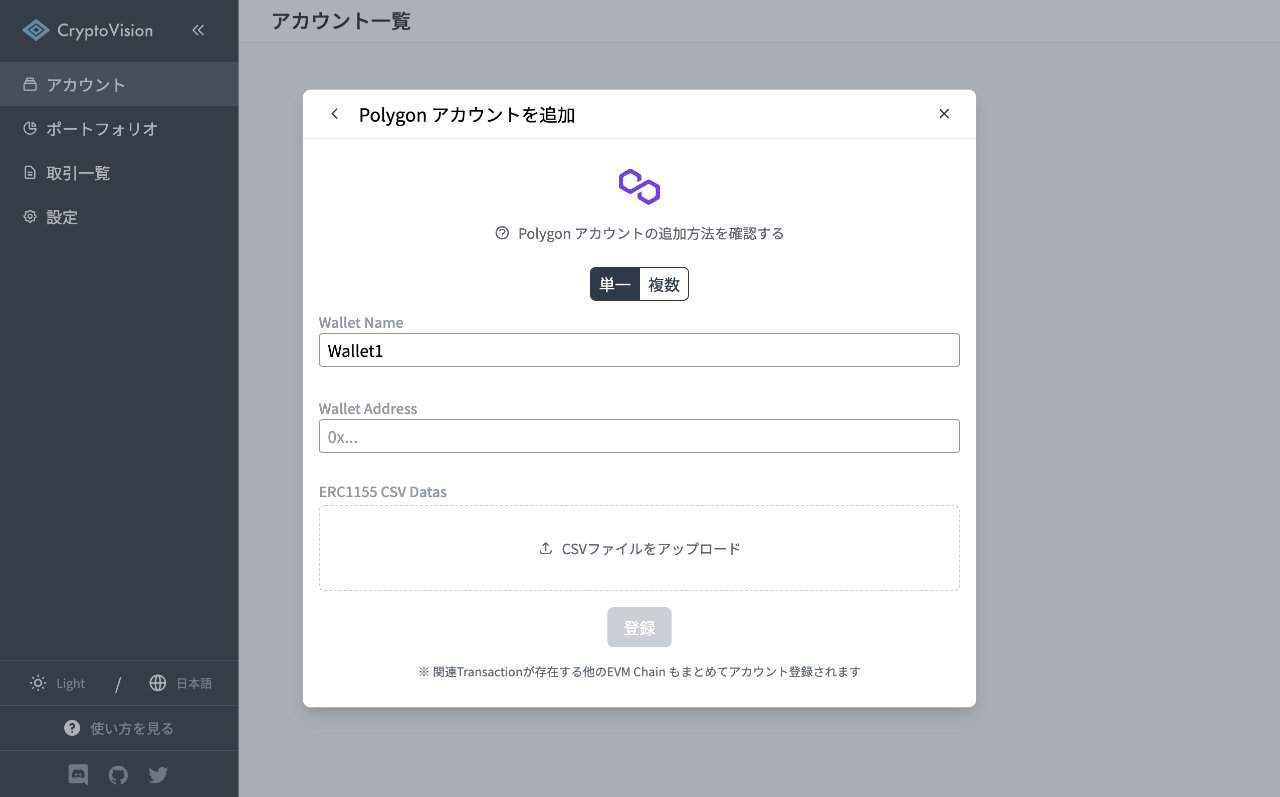 CryptoVision
アカウント
ポートフォリオ
取引一覧
設定
Light / 日本語
使い方を見る
アカウント一覧
Polygon アカウントを追加
Polygon アカウントの追加方法を確認する
単一 複数
Wallet Name
Wallet1
Wallet Address
0x...
ERC1155 CSV Datas
CSVファイルをアップロード
登録
※ 関連Transactionが存在する他のEVM Chain もまとめてアカウント登録されます